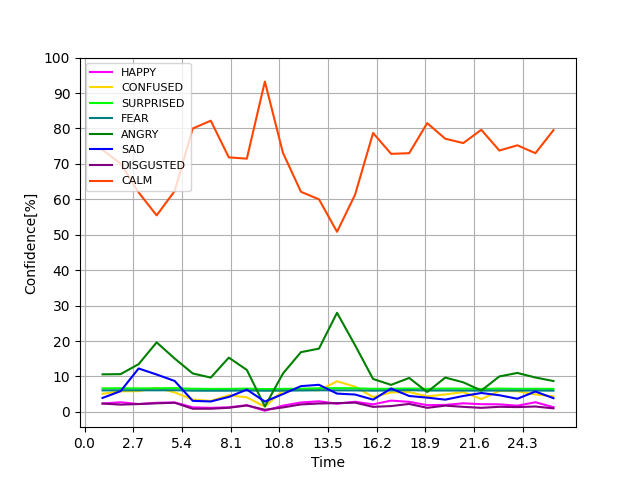 100
90
80
70
60
50
40
30
20
10
0
Confidence[%]
HAPPY
CONFUSED
SURPRISED
FEAR
ANGRY
SAD
DISGUSTED
CALM
0.0 2.7 5.4 8.1 10.8 13.5 16.2 18.9 21.6 24.3
Time